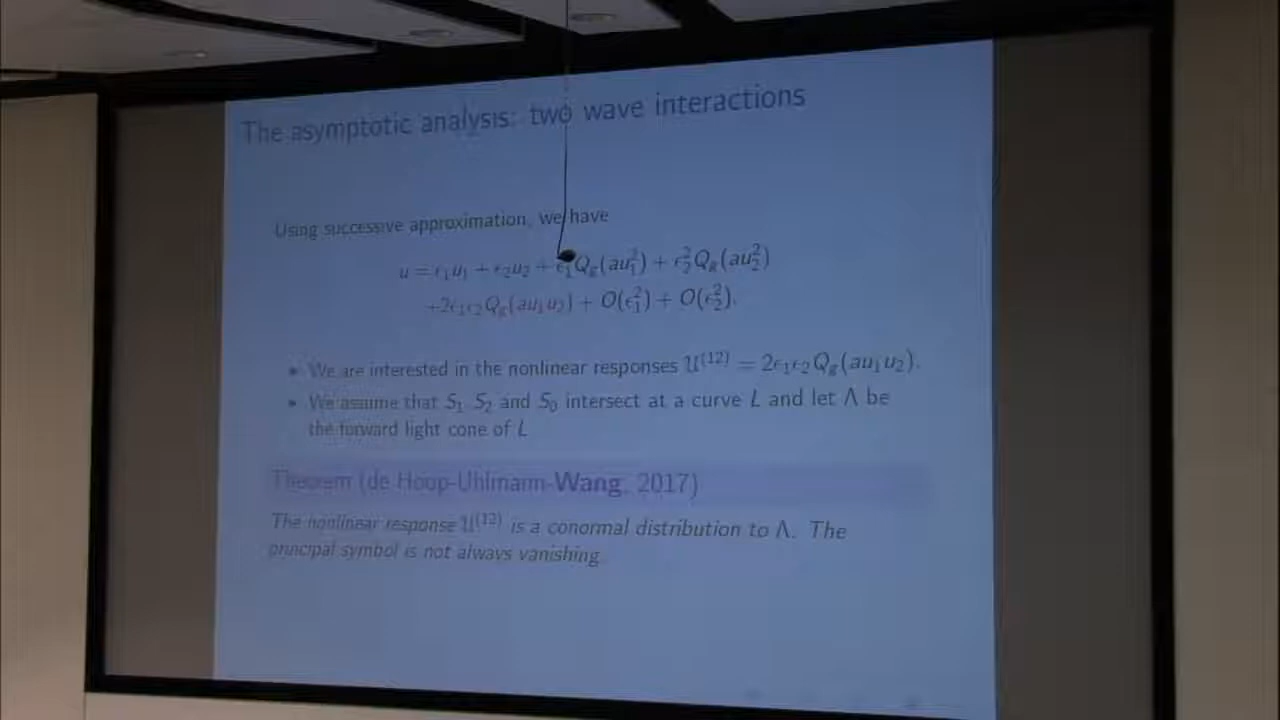 The asymptotic analysis: two wave interactions
Using successive approximation, we have
u = ϵ₁u₁ + ϵ₂u₂ + ϵ₁²Q_g(au₁²) + ϵ₂²Q_g(au₂²)
+2ϵ₁ϵ₂Q_g(au₁u₂) + O(ϵ₁²) + O(ϵ₂²).
• We are interested in the nonlinear responses 𝔘⁽¹²⁾ = 2ϵ₁ϵ₂Q_g(au₁u₂).
• We assume that S₁ S₂ and S₀ intersect at a curve L and let Λ be
the forward light cone of L
Theorem (de Hoop-Uhlmann-Wang, 2017)
The nonlinear response 𝔘⁽¹²⁾ is a conormal distribution to Λ. The
principal symbol is not always vanishing.